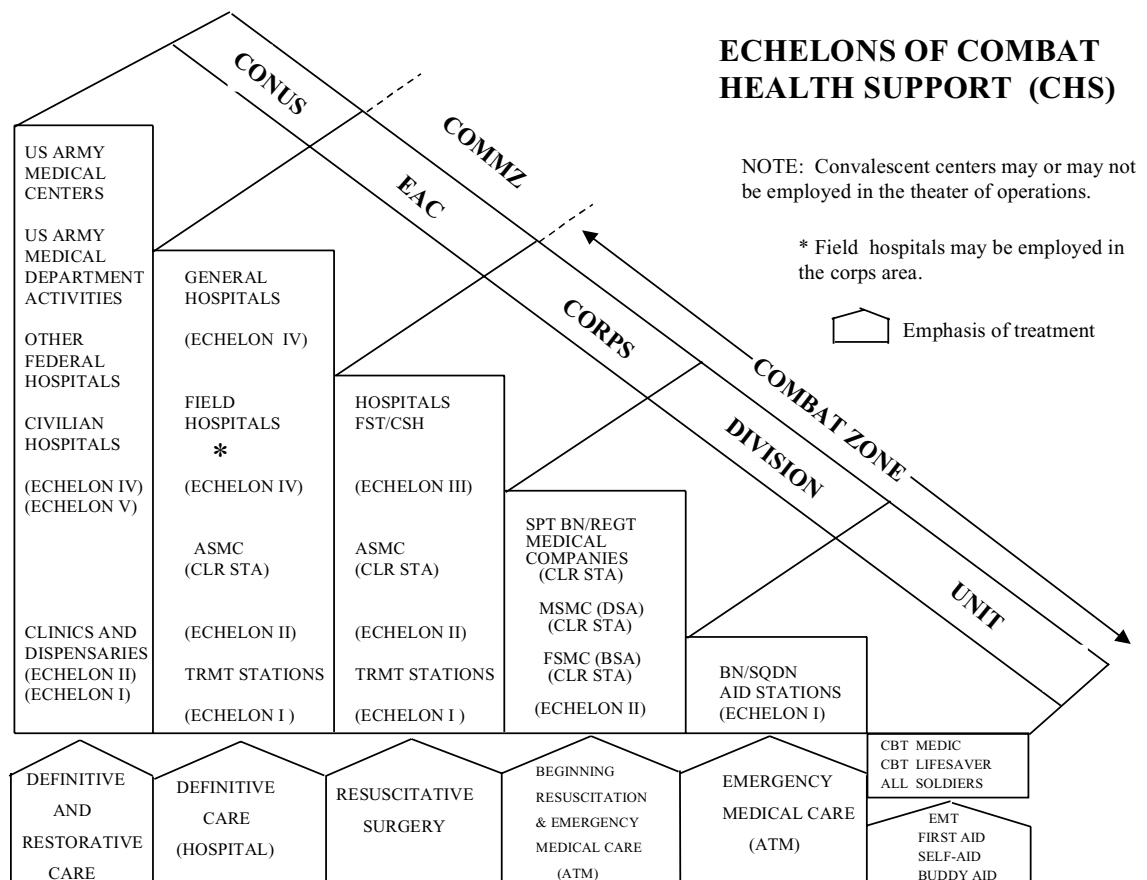 ECHELONS OF COMBAT
HEALTH SUPPORT (CHS)
NOTE: Convalescent centers may or may not
be employed in the theater of operations.
* Field hospitals may be employed in
the corps area.
Emphasis of treatment
CONUS
COMMZ
EAC
CORPS
COMBAT ZONE
DIVISION
UNIT
US ARMY
MEDICAL
CENTERS
US ARMY
MEDICAL
DEPARTMENT
ACTIVITIES
OTHER
FEDERAL
HOSPITALS
CIVILIAN
HOSPITALS
(ECHELON IV)
(ECHELON V)
CLINICS AND
DISPENSARIES
(ECHELON II)
(ECHELON I)
GENERAL
HOSPITALS
(ECHELON IV)
FIELD
HOSPITALS
*
(ECHELON IV)
ASMC
(CLR STA)
(ECHELON II)
TRMT STATIONS
(ECHELON I )
HOSPITALS
FST/CSH
(ECHELON III)
ASMC
(CLR STA)
(ECHELON II)
TRMT STATIONS
(ECHELON I )
SPT BN/REGT
MEDICAL
COMPANIES
(CLR STA)
MSMC (DSA)
(CLR STA)
FSMC (BSA)
(CLR STA)
(ECHELON II)
BN/SQDN
AID STATIONS
(ECHELON I)
CBT MEDIC
CBT LIFESAVER
ALL SOLDIERS
DEFINITIVE
AND
RESTORATIVE
CARE
DEFINITIVE
CARE
(HOSPITAL)
RESUSCITATIVE
SURGERY
BEGINNING
RESUSCITATION
& EMERGENCY
MEDICAL CARE
(ATM)
EMERGENCY
MEDICAL CARE
(ATM)
EMT
FIRST AID
SELF-AID
BUDDY AID